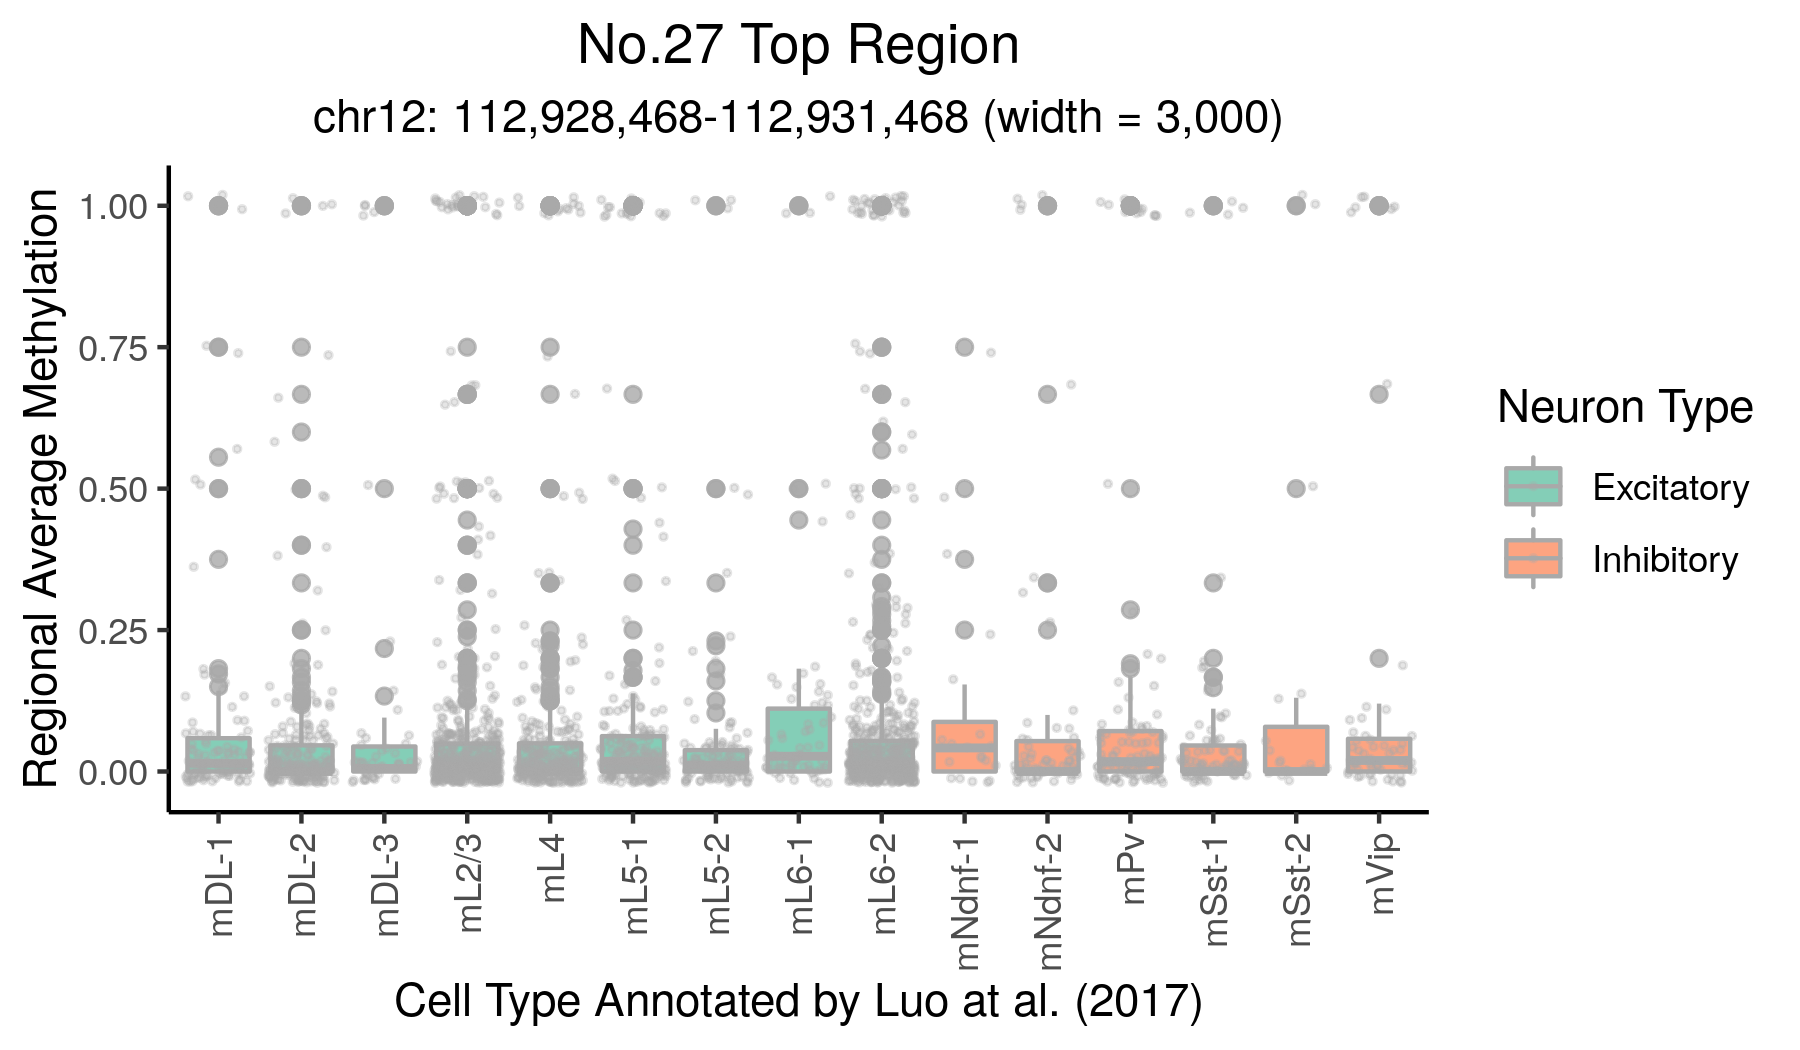 No.27 Top Region
chr12: 112,928,468-112,931,468 (width = 3,000)
Regional Average Methylation
1.00
0.75
0.50
0.25
0.00
mDL-1
mDL-2
mDL-3
mL2/3
mL4
mL5-1
mL5-2
mL6-1
mL6-2
mNdnf-1
mNdnf-2
mPv
mSst-1
mSst-2
mVip
Cell Type Annotated by Luo at al. (2017)
Neuron Type
Excitatory
Inhibitory